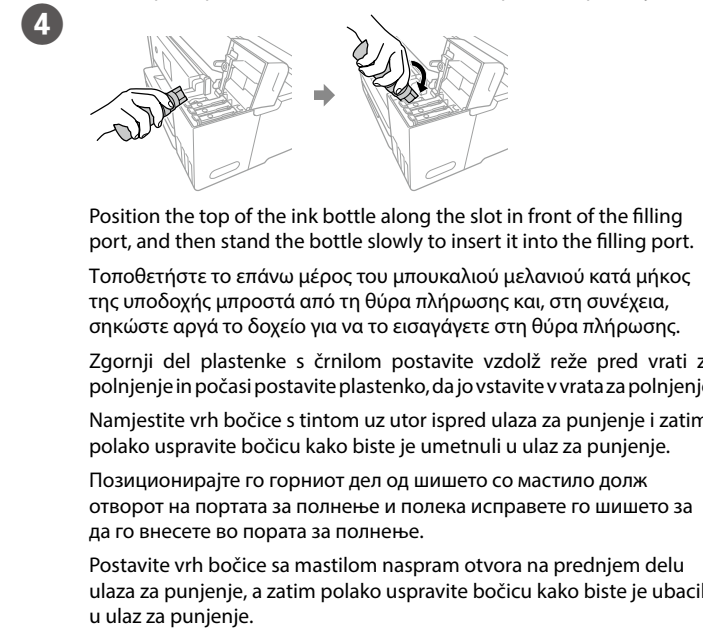 4
Position the top of the ink bottle along the slot in front of the filling
port, and then stand the bottle slowly to insert it into the filling port.
Τοποθετήστε το επάνω μέρος του μπουκαλιού μελανιού κατά μήκος
της υποδοχής μπροστά από τη θύρα πλήρωσης και, στη συνέχεια,
σηκώστε αργά το δοχείο για να το εισαγάγετε στη θύρα πλήρωσης.
Zgornji del plastenke s črnilom postavite vzdolž reže pred vrati
polnjenje in počasi postavite plastenko, da jo vstavite v vrata za
Namjestite vrh bočice s tintom uz utor ispred ulaza za punjenje i zatim
polako uspravite bočicu kako biste je umetnuli u ulaz za punjenje.
Позиционирајте го горниот дел од шишето со мастило долж
отворот на портата за полнење и полека исправете го шишето за
да го внесете во пората за полнење.
Postavite vrh bočice sa mastilom naspram otvora na prednjem delu
ulaza za punjenje, a zatim polako uspravite bočicu kako biste je
u ulaz za punjenje.